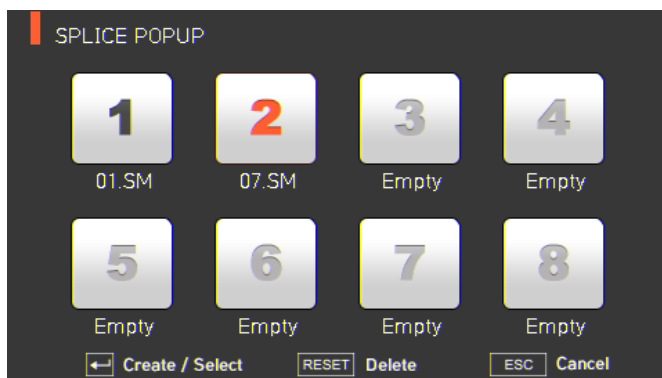 SPLICE POPUP
1 2 3 4
01.SM 07.SM Empty Empty
5 6 7 8
Empty Empty Empty Empty
↵ Create / Select RESET Delete ESC Cancel